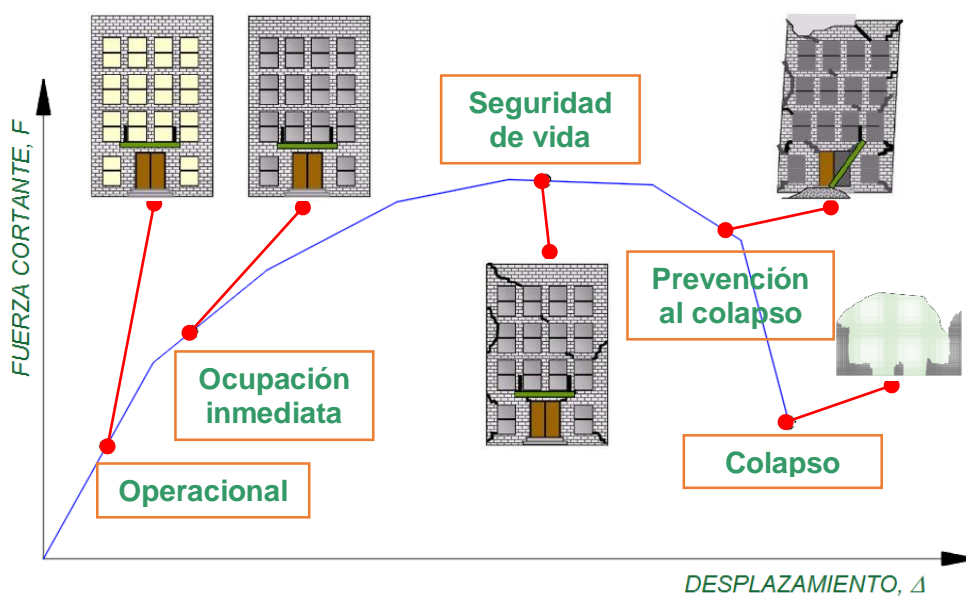 FUERZA CORTANTE, F
Seguridad
de vida
Prevención
al colapso
Ocupación
inmediata
Colapso
Operacional
DESPLAZAMIENTO, Δ